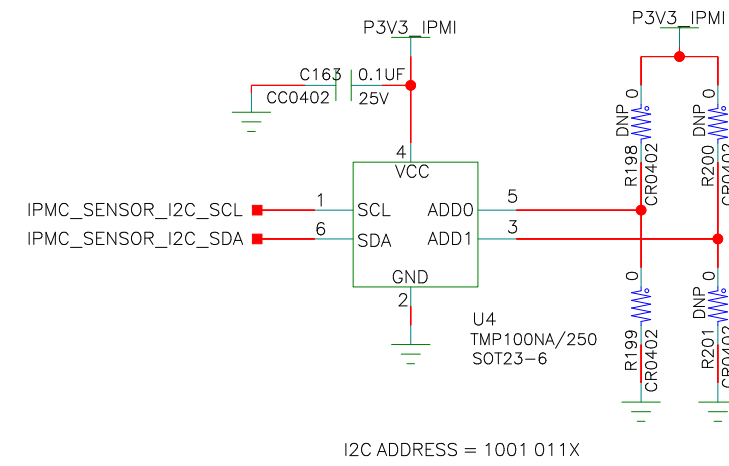 P3V3_IPMI
P3V3_IPMI
C163 0.1UF
CC0402 25V
DNP 0
R198
CR0402
DNP 0
R200
CR0402
4
VCC
IPMC_SENSOR_I2C_SCL 1 SCL ADD0 5
IPMC_SENSOR_I2C_SDA 6 SDA ADD1 3
GND
2
0
R199
CR0402
DNP 0
R201
CR0402
U4
TMP100NA/250
SOT23-6
I2C ADDRESS = 1001 011X